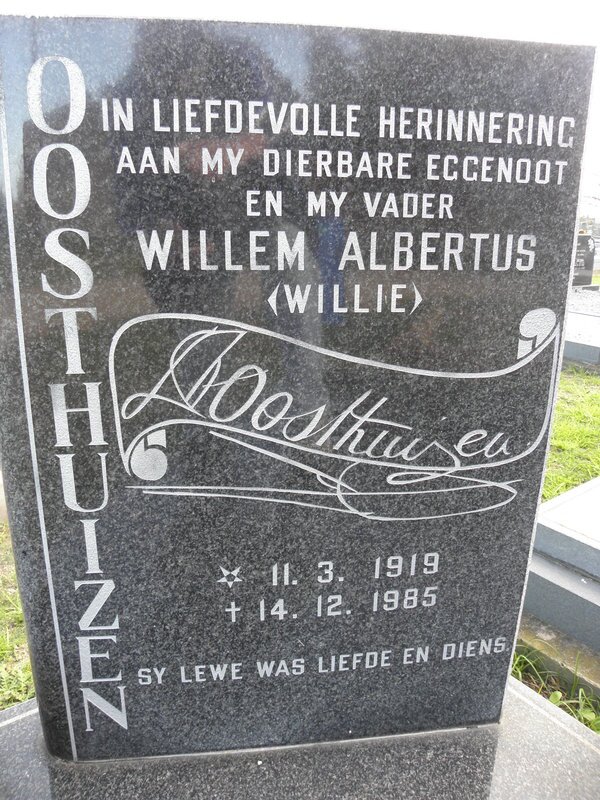 OOSTHUIZEN
IN LIEFDEVOLLE HERINNERING
AAN MY DIERBARE EGGENOOT
EN MY VADER
WILLEM ALBERTUS
(WILLIE)
Oosthuizen
☆ 11. 3. 1919
✝ 14. 12. 1985
SY LEWE WAS LIEFDE EN DIENS.